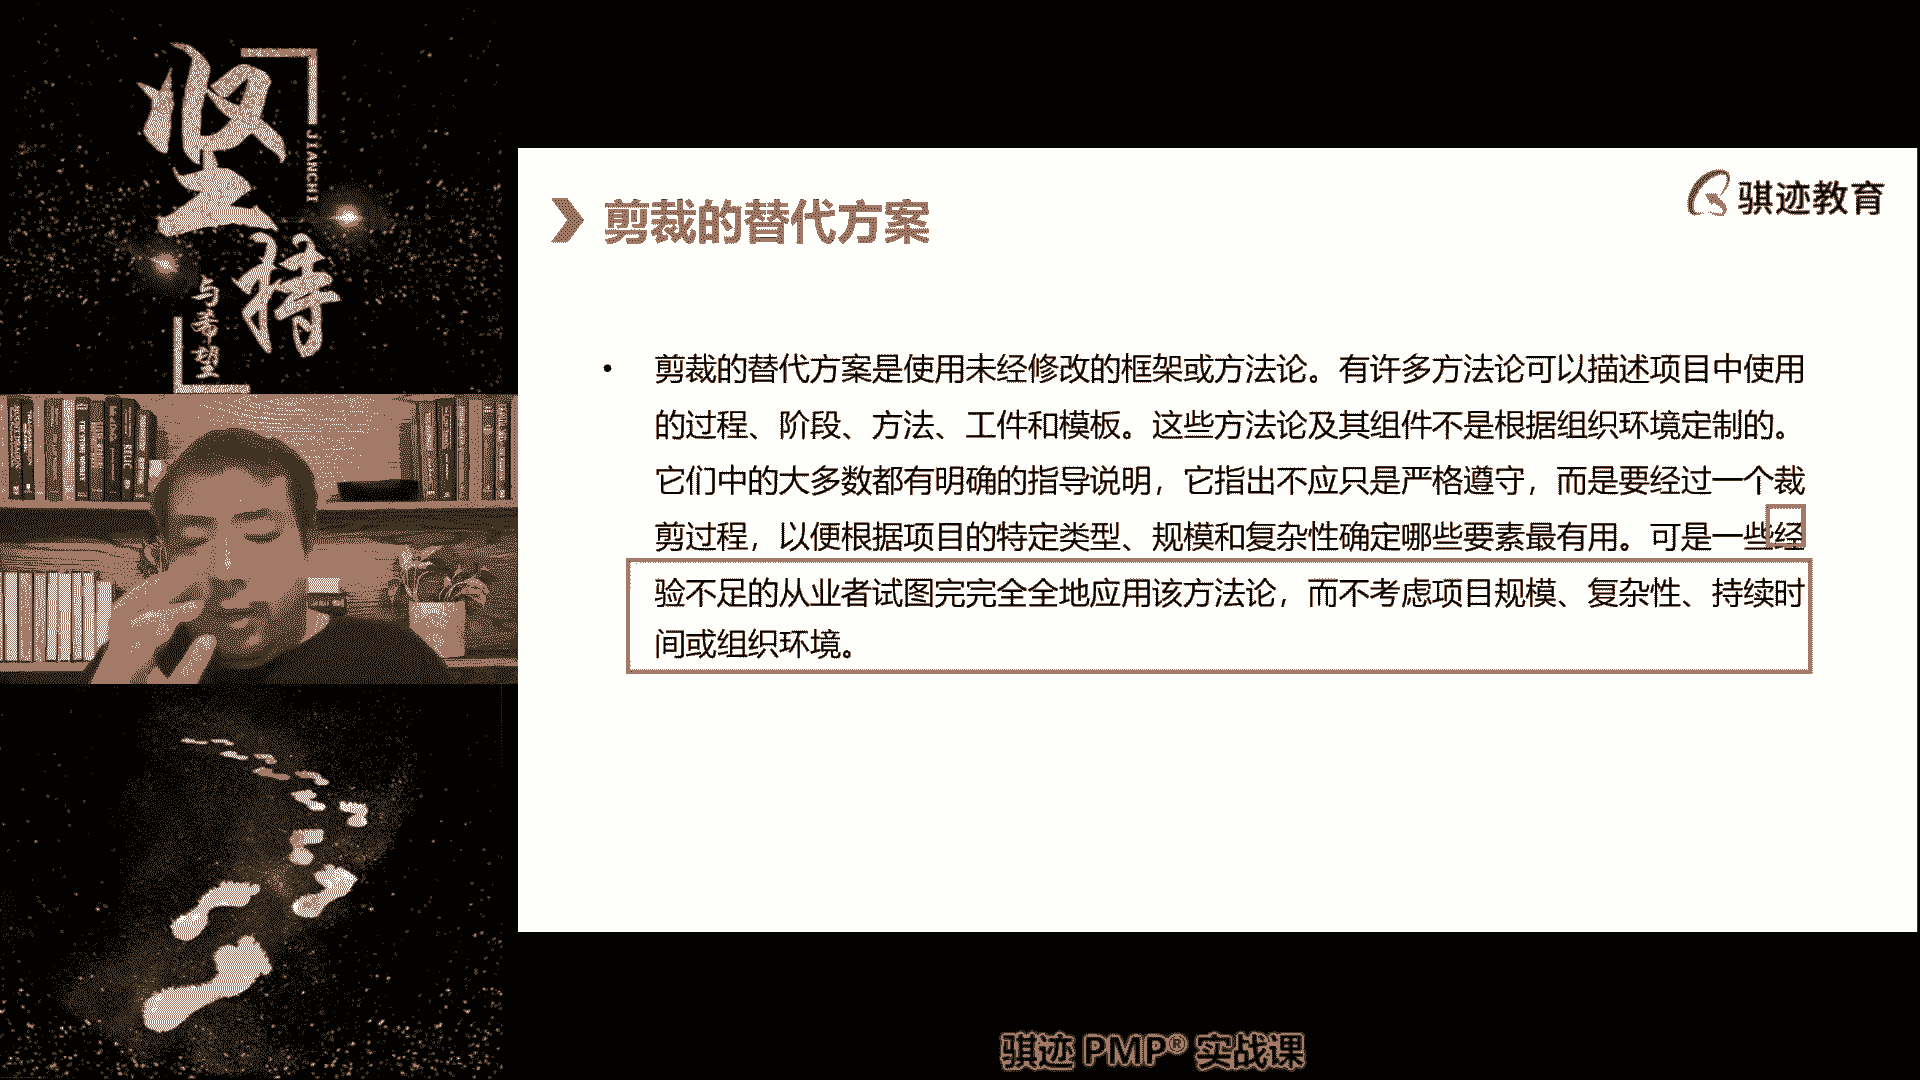 坚持
JIANCHI
与希望
骐迹教育
剪裁的替代方案
• 剪裁的替代方案是使用未经修改的框架或方法论。有许多方法论可以描述项目中使用
的过程、阶段、方法、工件和模板。这些方法论及其组件不是根据组织环境定制的。
它们中的大多数都有明确的指导说明，它指出不应只是严格遵守，而是要经过一个裁
剪过程，以便根据项目的特定类型、规模和复杂性确定哪些要素最有用。可是一些经
验不足的从业者试图完完全全地应用该方法论，而不考虑项目规模、复杂性、持续时
间或组织环境。
骐迹 PMP® 实战课